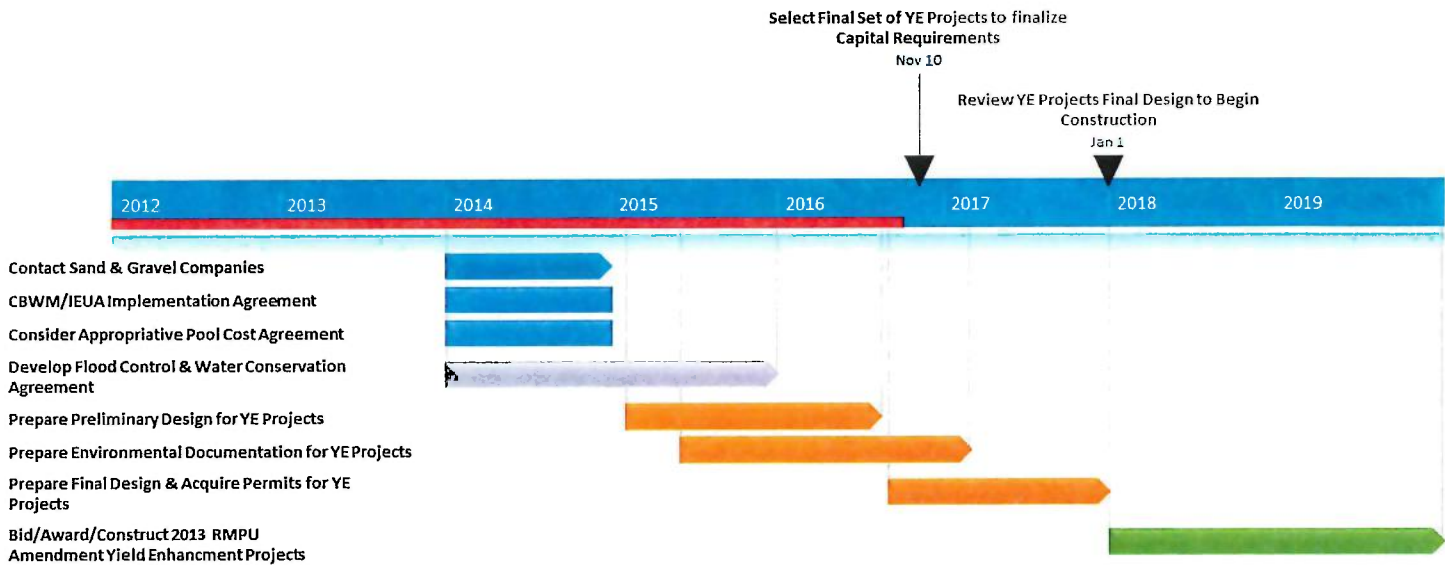 Select Final Set of YE Projects to finalize
Capital Requirements
Nov 10
Review YE Projects Final Design to Begin
Construction
Jan 1
2012 2013 2014 2015 2016 2017 2018 2019
Contact Sand & Gravel Companies
CBWM/IEUA Implementation Agreement
Consider Appropriative Pool Cost Agreement
Develop Flood Control & Water Conservation
Agreement
Prepare Preliminary Design for YE Projects
Prepare Environmental Documentation for YE Projects
Prepare Final Design & Acquire Permits for YE
Projects
Bid/Award/Construct 2013 RMPU
Amendment Yield Enhancment Projects